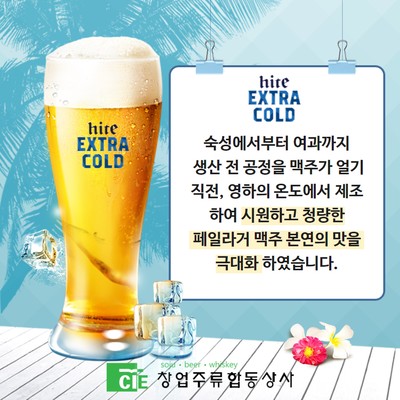 hite
EXTRA
COLD
hite
EXTRA
COLD
숙성에서부터 여과까지
생산 전 공정을 맥주가 얼기
직전, 영하의 온도에서 제조
하여 시원하고 청량한
페일라거 맥주 본연의 맛을
극대화 하였습니다.
soju • beer • whiskey
CJE 창업주류합동상사